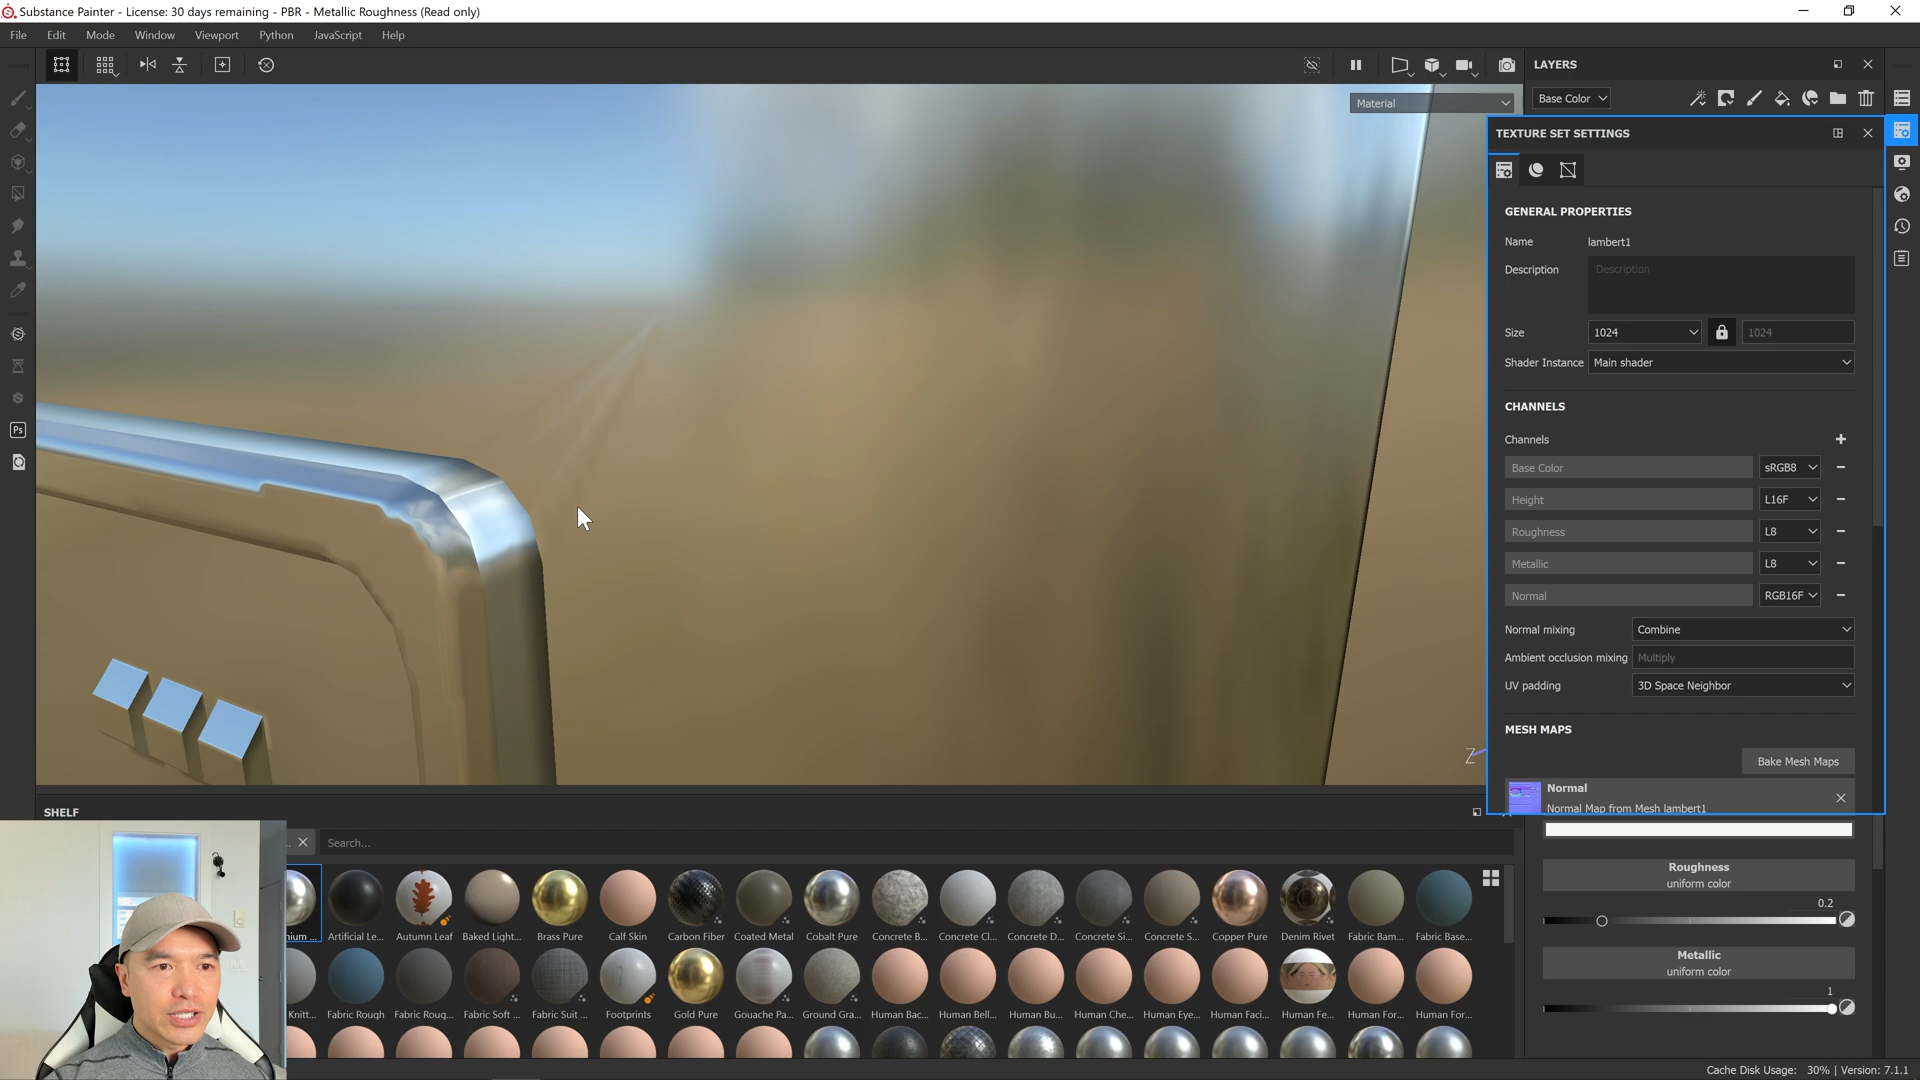 Substance Painter - License: 30 days remaining - PBR - Metallic Roughness (Read only)
File Edit Mode Window Viewport Python JavaScript Help
Material
LAYERS
Base Color
TEXTURE SET SETTINGS
GENERAL PROPERTIES
Name lambert1
Description Description
Size 1024 1024
Shader Instance Main shader
CHANNELS
Channels
Base Color sRGB8
Height L16F
Roughness L8
Metallic L8
Normal RGB16F
Normal mixing Combine
Ambient occlusion mixing Multiply
UV padding 3D Space Neighbor
MESH MAPS
Bake Mesh Maps
Normal
Normal Map from Mesh lambert1
Z
Ps
SHELF
.. Search...
nium ... Artificial Le... Autumn Leaf Baked Light... Brass Pure Calf Skin Carbon Fiber Coated Metal Cobalt Pure Concrete B... Concrete Cl... Concrete D... Concrete Si... Concrete S... Copper Pure Denim Rivet Fabric Bam... Fabric Base...
Knitt... Fabric Rough Fabric Roug... Fabric Soft ... Fabric Suit ... Footprints Gold Pure Gouache Pa... Ground Gra... Human Bac... Human Bell... Human Bu... Human Che... Human Eye... Human Faci... Human Fe... Human For... Human For...
Roughness
uniform color
0.2
Metallic
uniform color
1
Cache Disk Usage: 30% | Version: 7.1.1